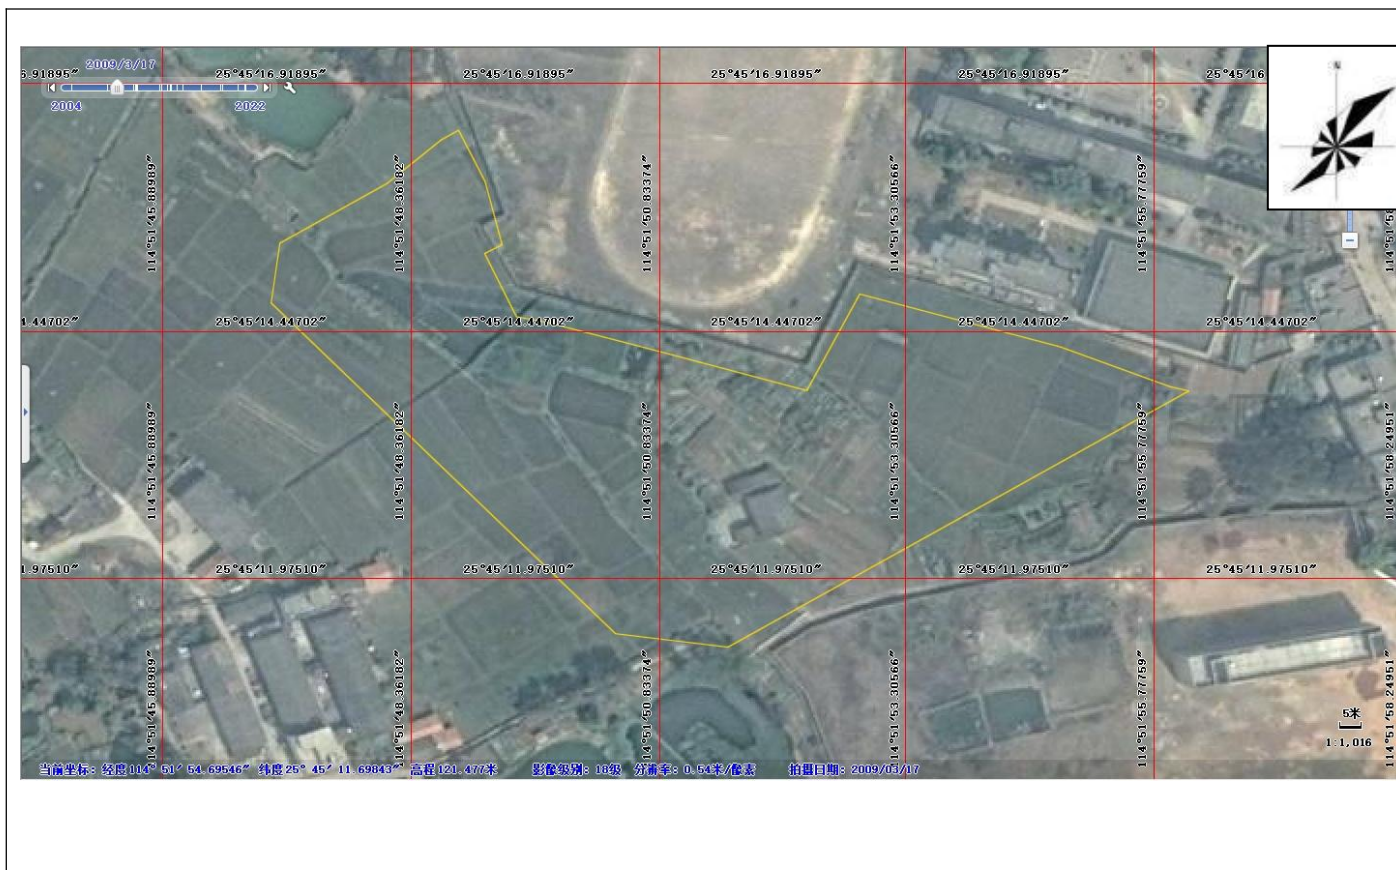 2009/3/17
2004 2022
6.91895″ 25°45′16.91895″ 25°45′16.91895″ 25°45′16.91895″ 25°45′16.91895″ 25°45′16
114°51′45.88989″ 114°51′48.36182″ 114°51′50.83374″ 114°51′53.30566″ 114°51′55.77759″
4.44702″ 25°45′14.44702″ 25°45′14.44702″ 25°45′14.44702″ 25°45′14.44702″ 25°45′14.44702″
114°51′45.88989″ 114°51′48.36182″ 114°51′50.83374″ 114°51′53.30566″ 114°51′55.77759″ 114°51′58.24951″
1.97510″ 25°45′11.97510″ 25°45′11.97510″ 25°45′11.97510″ 25°45′11.97510″ 25°45′11.97510″
114°51′45.88989″ 114°51′48.36182″ 114°51′50.83374″ 114°51′53.30566″ 114°51′55.77759″ 114°51′58.24951″
5米
1:1,016
当前坐标：经度114° 51′ 54.69546″ 纬度25° 45′ 11.69843″ 高程121.477米 影像级别：18级 分辨率：0.54米/像素 拍摄日期：2009/03/17